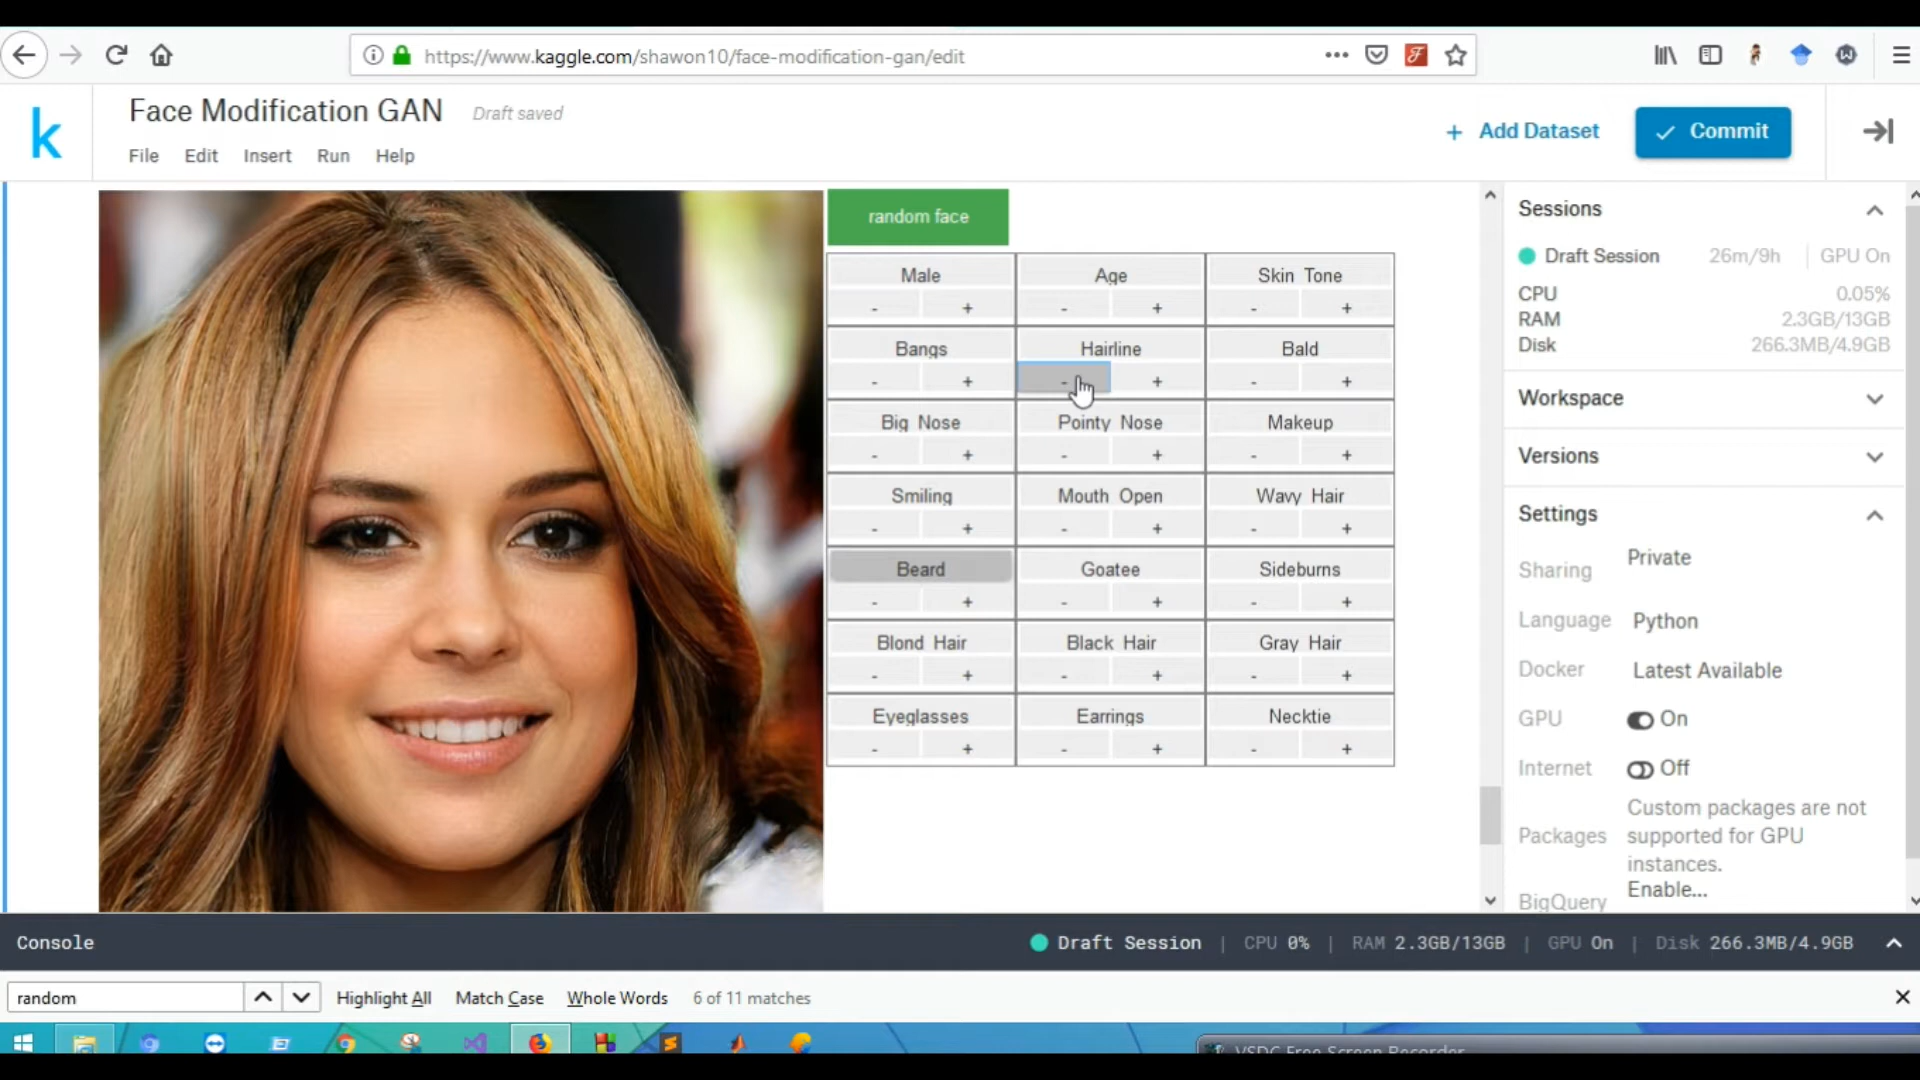 https://www.kaggle.com/shawon10/face-modification-gan/edit
k
Face Modification GAN Draft saved
File Edit Insert Run Help
+ Add Dataset
Commit
random face
Male Age Skin Tone
- + - + - +
Bangs Hairline Bald
- + - + - +
Big Nose Pointy Nose Makeup
- + - + - +
Smiling Mouth Open Wavy Hair
- + - + - +
Beard Goatee Sideburns
- + - + - +
Blond Hair Black Hair Gray Hair
- + - + - +
Eyeglasses Earrings Necktie
- + - + - +
Sessions
Draft Session 26m/9h GPU On
CPU 0.05%
RAM 2.3GB/13GB
Disk 266.3MB/4.9GB
Workspace
Versions
Settings
Sharing Private
Language Python
Docker Latest Available
GPU On
Internet Off
Packages Custom packages are not
supported for GPU
instances.
BigQuery Enable...
Console Draft Session | CPU 0% | RAM 2.3GB/13GB | GPU On | Disk 266.3MB/4.9GB
random Highlight All Match Case Whole Words 6 of 11 matches
VSDC Free Screen Recorder